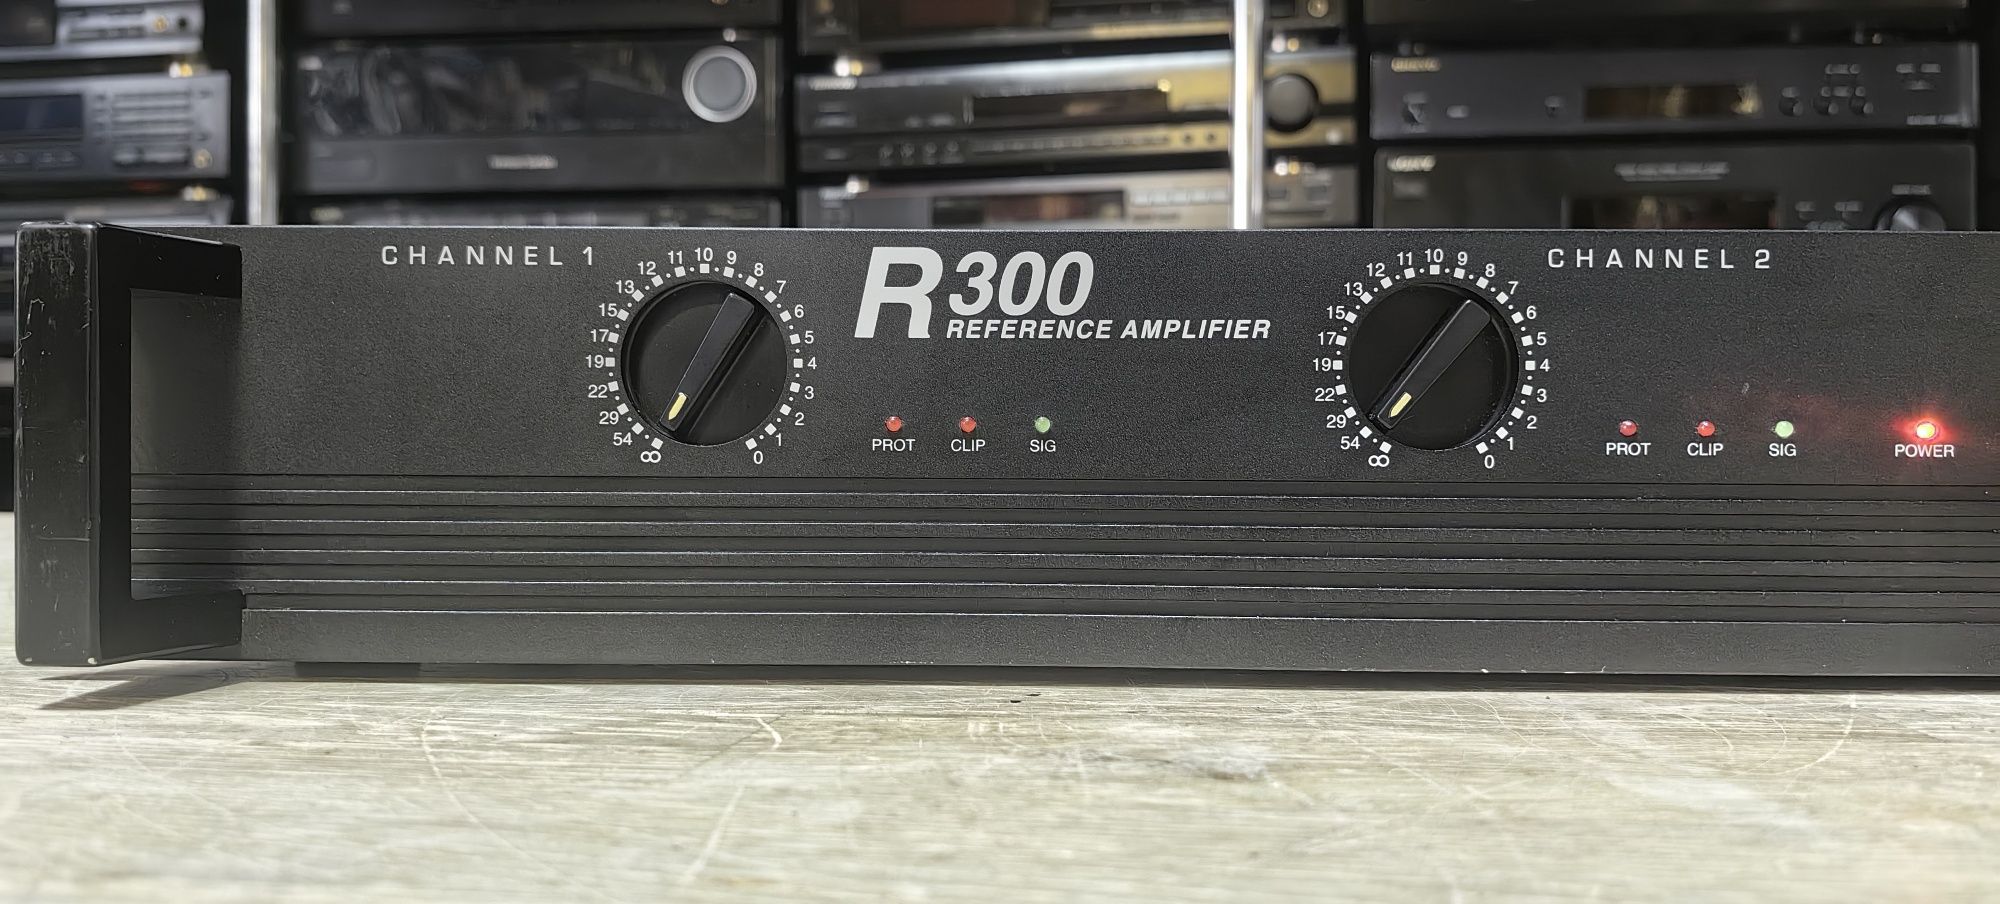 CHANNEL 1
13 12 11 10 9 8 7
15 6
17 5
19 4
22 3
29 2
54 1
∞ 0
R300
REFERENCE AMPLIFIER
PROT CLIP SIG
CHANNEL 2
13 12 11 10 9 8 7
15 6
17 5
19 4
22 3
29 2
54 1
∞ 0
PROT CLIP SIG POWER